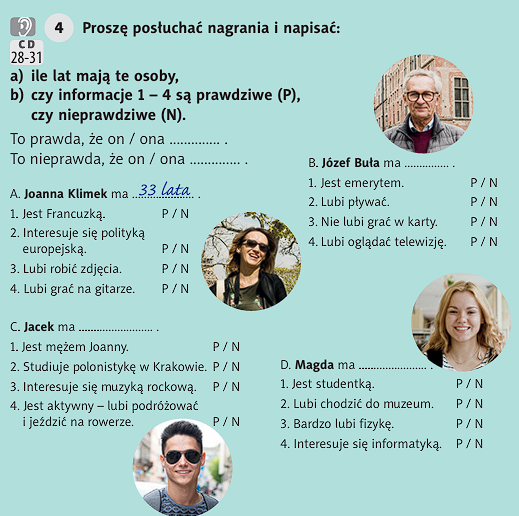 4 Proszę posłuchać nagrania i napisać:
CD
28-31
a) ile lat mają te osoby,
b) czy informacje 1 – 4 są prawdziwe (P),
czy nieprawdziwe (N).
To prawda, że on / ona .............. .
To nieprawda, że on / ona .............. .
A. Joanna Klimek ma 33 lata .
1. Jest Francuzką. P / N
2. Interesuje się polityką
europejską. P / N
3. Lubi robić zdjęcia. P / N
4. Lubi grać na gitarze. P / N
B. Józef Buła ma ............. .
1. Jest emerytem. P / N
2. Lubi pływać. P / N
3. Nie lubi grać w karty. P / N
4. Lubi oglądać telewizję. P / N
C. Jacek ma ......................... .
1. Jest mężem Joanny. P / N
2. Studiuje polonistykę w Krakowie. P / N
3. Interesuje się muzyką rockową. P / N
4. Jest aktywny – lubi podróżować
i jeździć na rowerze. P / N
D. Magda ma ....................... .
1. Jest studentką. P / N
2. Lubi chodzić do muzeum. P / N
3. Bardzo lubi fizykę. P / N
4. Interesuje się informatyką. P / N